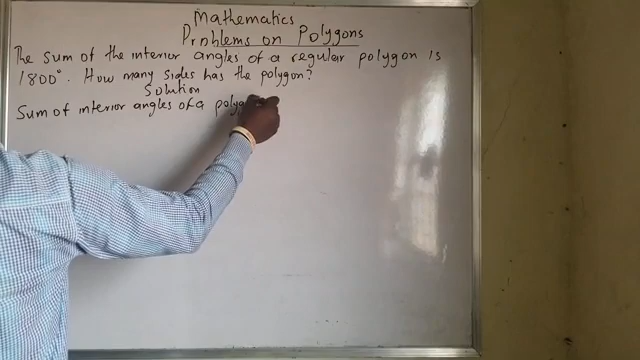 Mathematics
Problems on Polygons
The sum of the interior angles of a regular polygon is
1800°. How many sides has the polygon?
Solution
Sum of interior angles of a